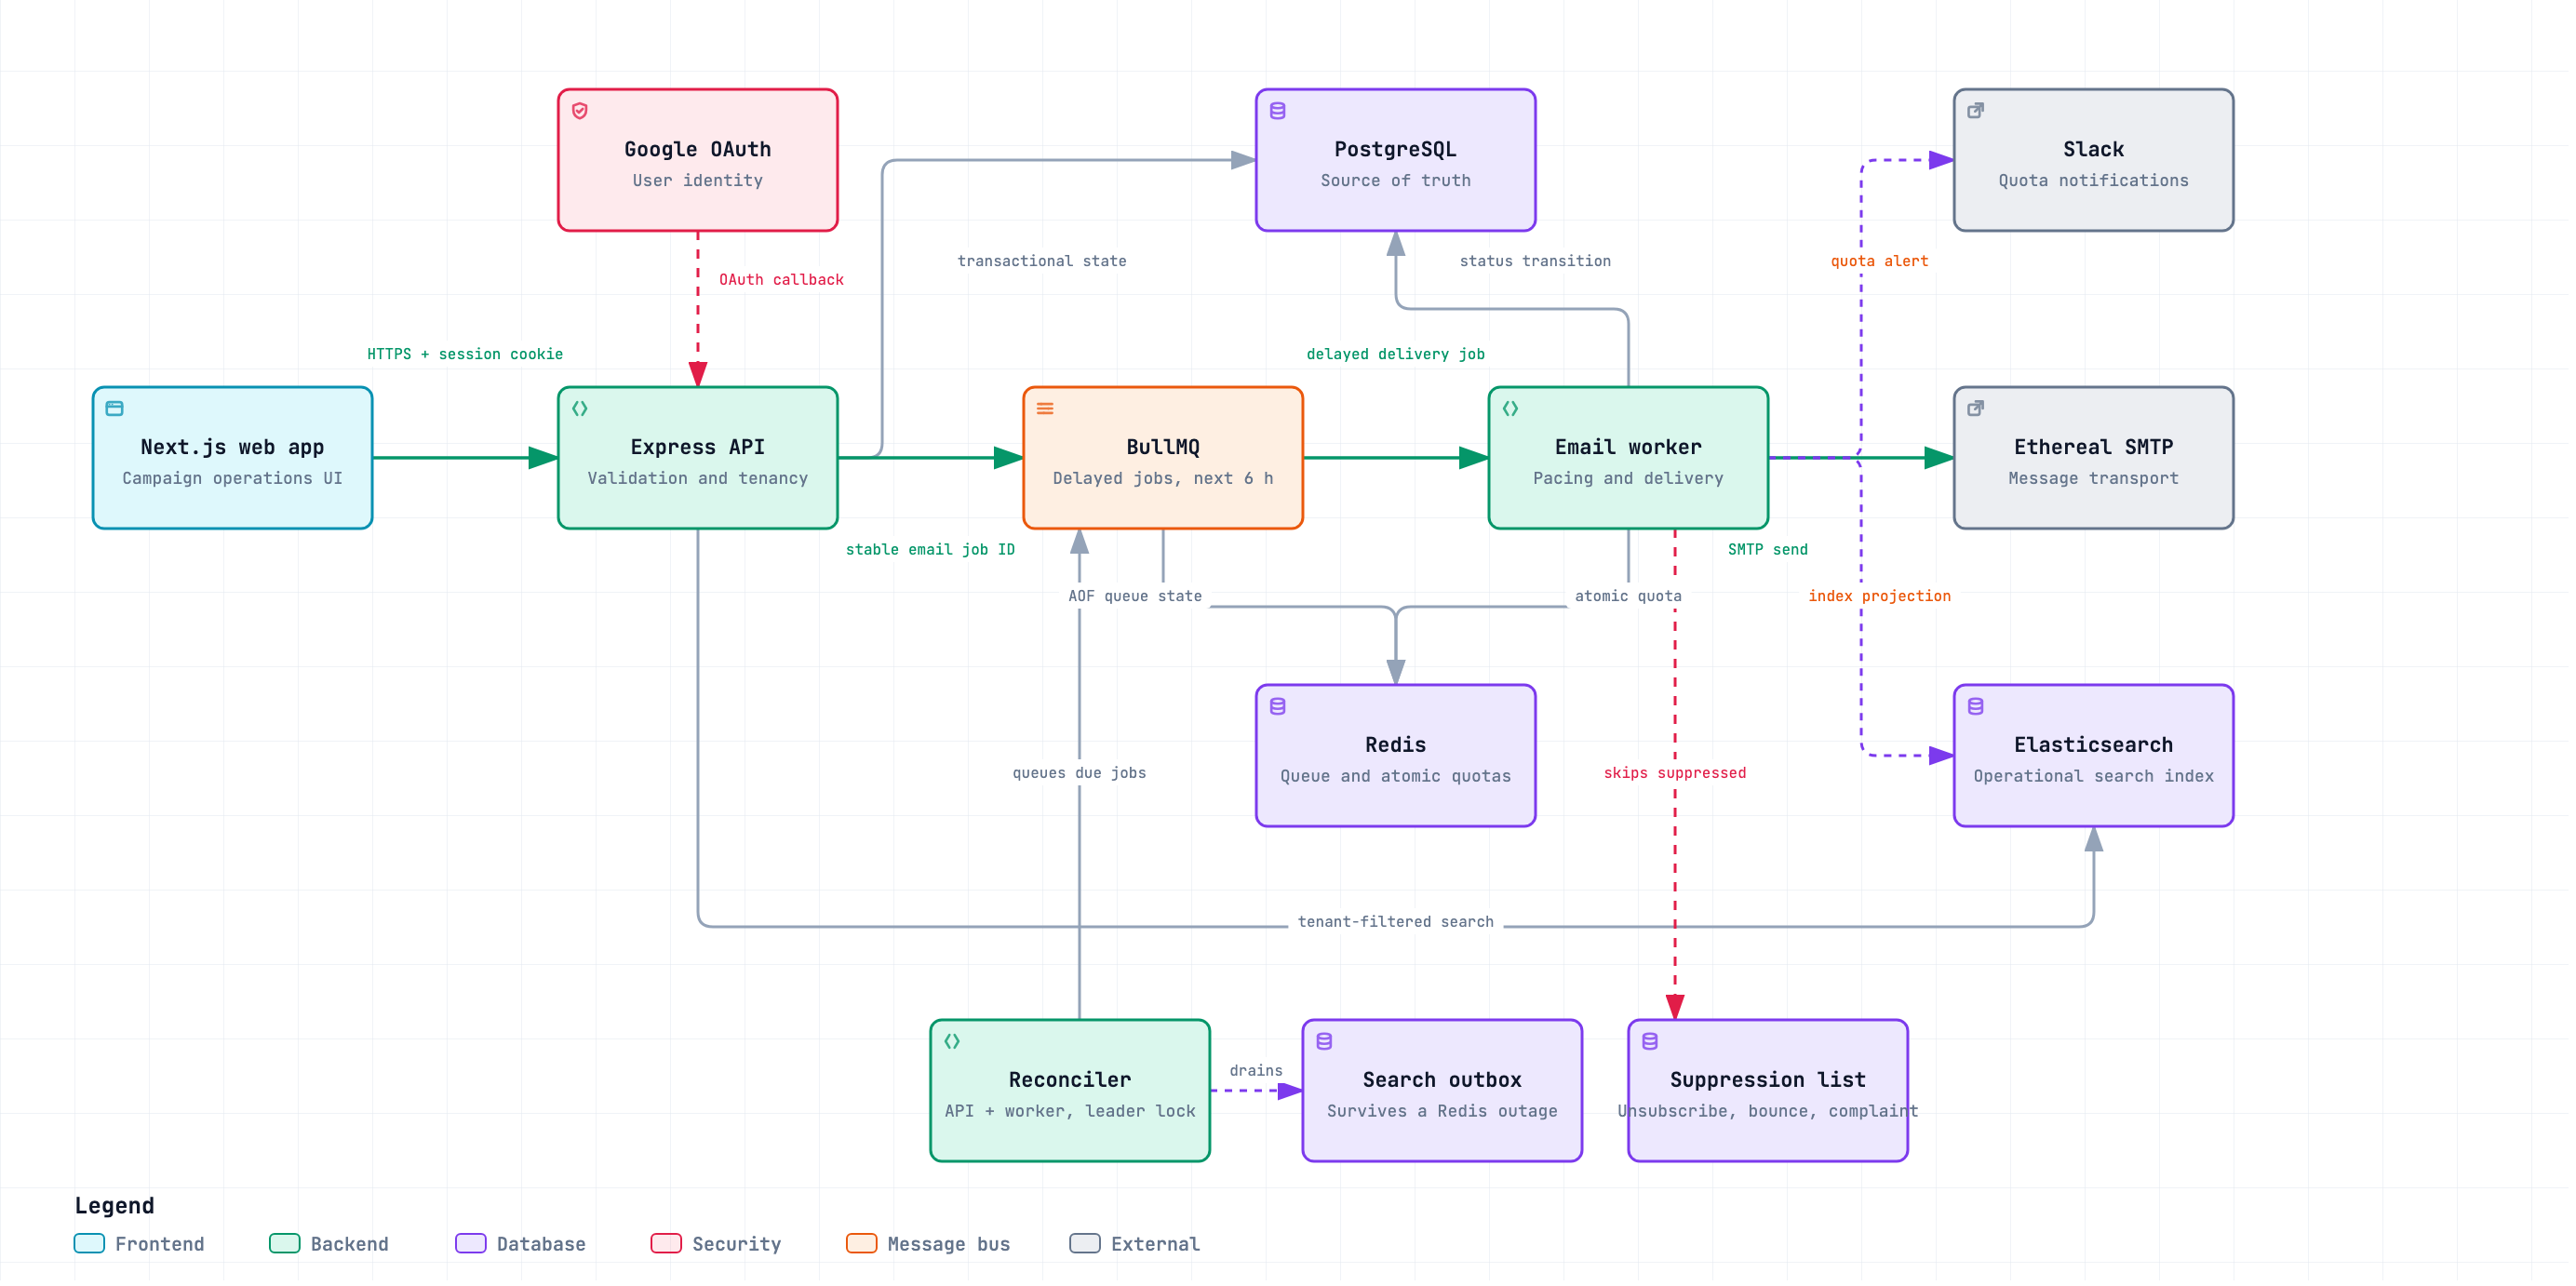 Google OAuth
User identity
PostgreSQL
Source of truth
Slack
Quota notifications
transactional state
status transition
quota alert
OAuth callback
HTTPS + session cookie
delayed delivery job
Next.js web app
Campaign operations UI
Express API
Validation and tenancy
BullMQ
Delayed jobs, next 6 h
Email worker
Pacing and delivery
Ethereal SMTP
Message transport
stable email job ID
SMTP send
AOF queue state
atomic quota
index projection
Redis
Queue and atomic quotas
Elasticsearch
Operational search index
queues due jobs
skips suppressed
tenant-filtered search
Reconciler
API + worker, leader lock
drains
Search outbox
Survives a Redis outage
Suppression list
Unsubscribe, bounce, complaint
Legend
Frontend
Backend
Database
Security
Message bus
External